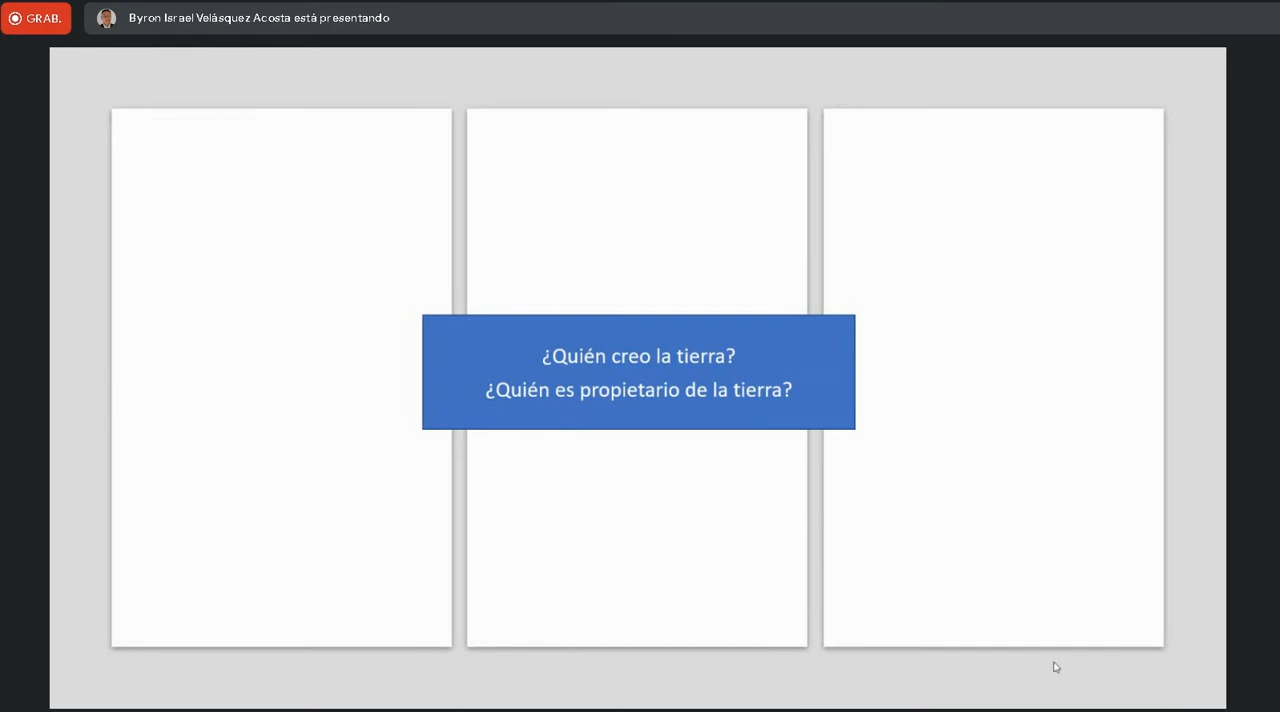 GRAB.
Byron Israel Velásquez Acosta está presentando
¿Quién creo la tierra?
¿Quién es propietario de la tierra?